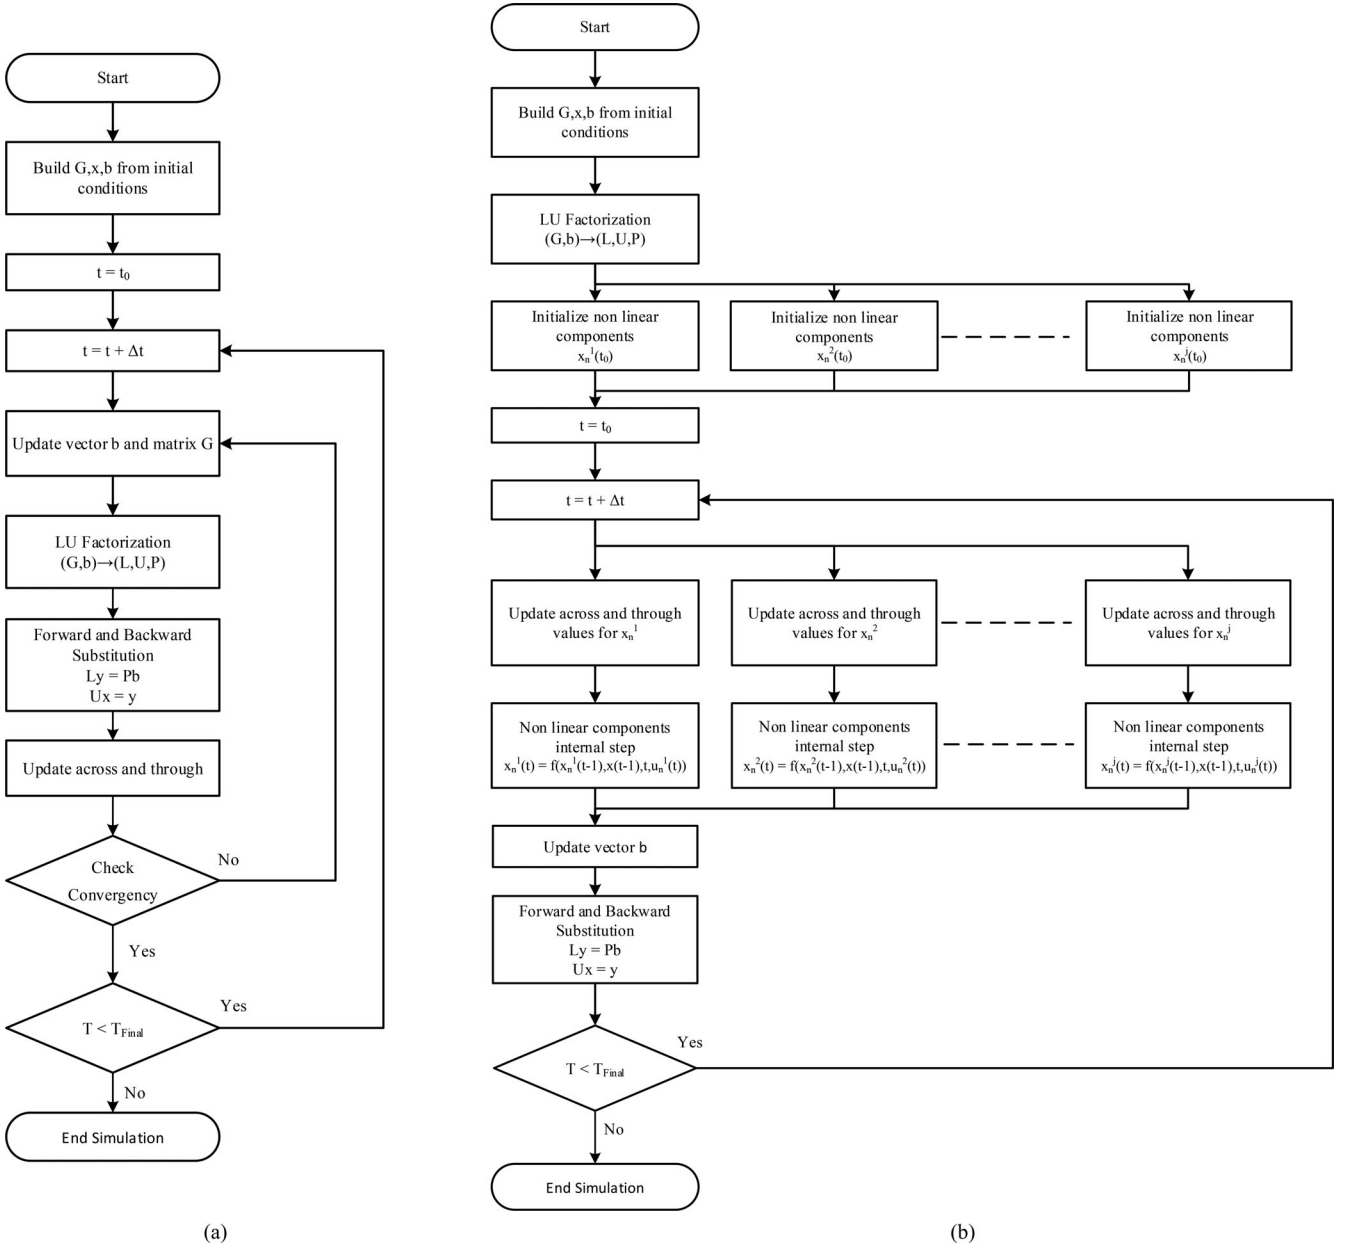 Start
Build G,x,b from initial
conditions
t = t₀
t = t + Δt
Update vector b and matrix G
LU Factorization
(G,b)→(L,U,P)
Forward and Backward
Substitution
Ly = Pb
Ux = y
Update across and through
Check
Convergency
No
Yes
T < T_Final
Yes
No
End Simulation
(a)
Start
Build G,x,b from initial
conditions
LU Factorization
(G,b)→(L,U,P)
Initialize non linear
components
xₙ¹(t₀)
Initialize non linear
components
xₙ²(t₀)
Initialize non linear
components
xₙʲ(t₀)
t = t₀
t = t + Δt
Update across and through
values for xₙ¹
Update across and through
values for xₙ²
Update across and through
values for xₙʲ
Non linear components
internal step
xₙ¹(t) = f(xₙ¹(t-1),x(t-1),t,uₙ¹(t))
Non linear components
internal step
xₙ²(t) = f(xₙ²(t-1),x(t-1),t,uₙ²(t))
Non linear components
internal step
xₙʲ(t) = f(xₙʲ(t-1),x(t-1),t,uₙʲ(t))
Update vector b
Forward and Backward
Substitution
Ly = Pb
Ux = y
T < T_Final
Yes
No
End Simulation
(b)